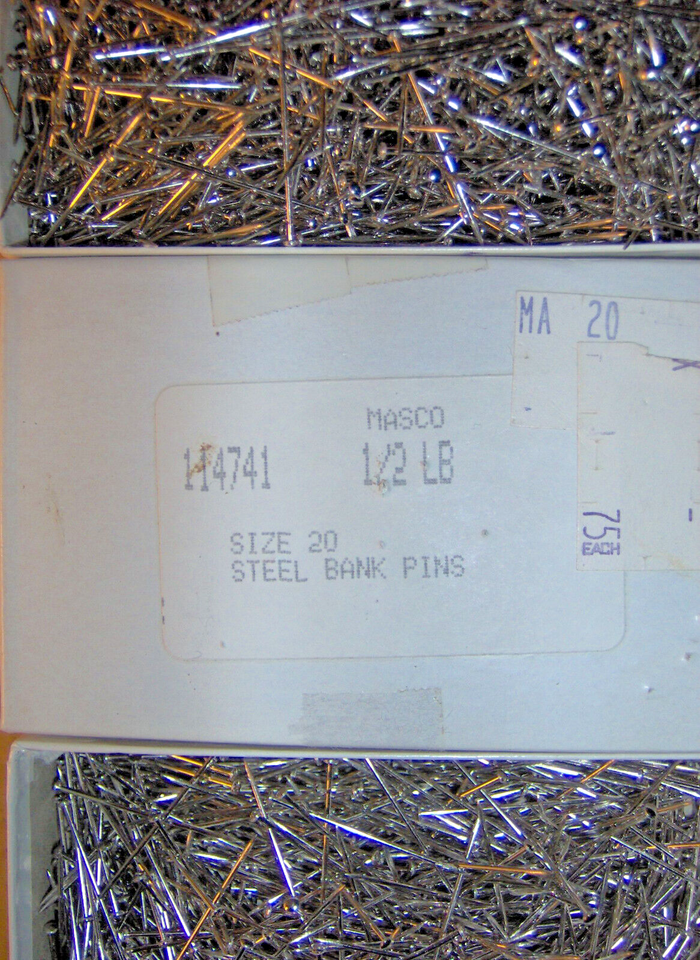 MA 20
X
MASCO
114741 1/2 LB
75
EACH
SIZE 20
STEEL BANK PINS